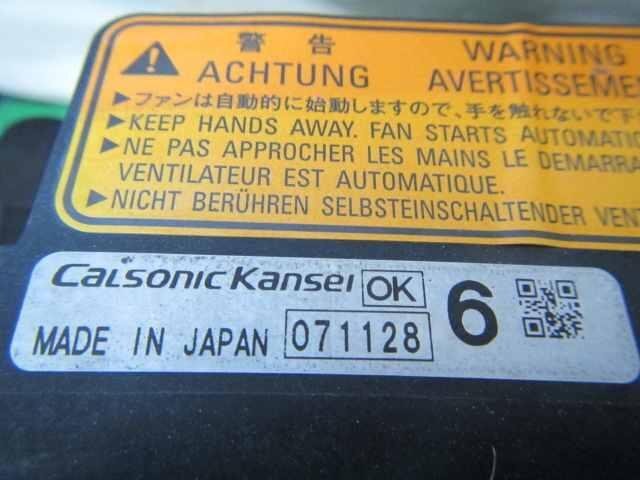 警告 WARNING
ACHTUNG AVERTISSEME
▶ファンは自動的に始動しますので、手を触れないで下
▶KEEP HANDS AWAY. FAN STARTS AUTOMATIC
▶NE PAS APPROCHER LES MAINS LE DEMARRA
VENTILATEUR EST AUTOMATIQUE.
▶NICHT BERÜHREN SELBSTEINSCHALTENDER VEN
CalsonicKansei OK 6
MADE IN JAPAN 071128